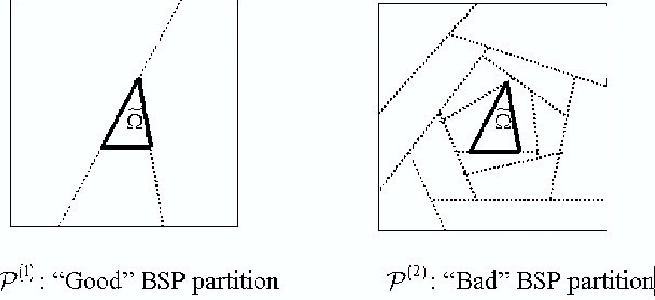 Ω̃
Ω̃
𝒫⁽¹⁾: “Good” BSP partition
𝒫⁽²⁾: “Bad” BSP partition